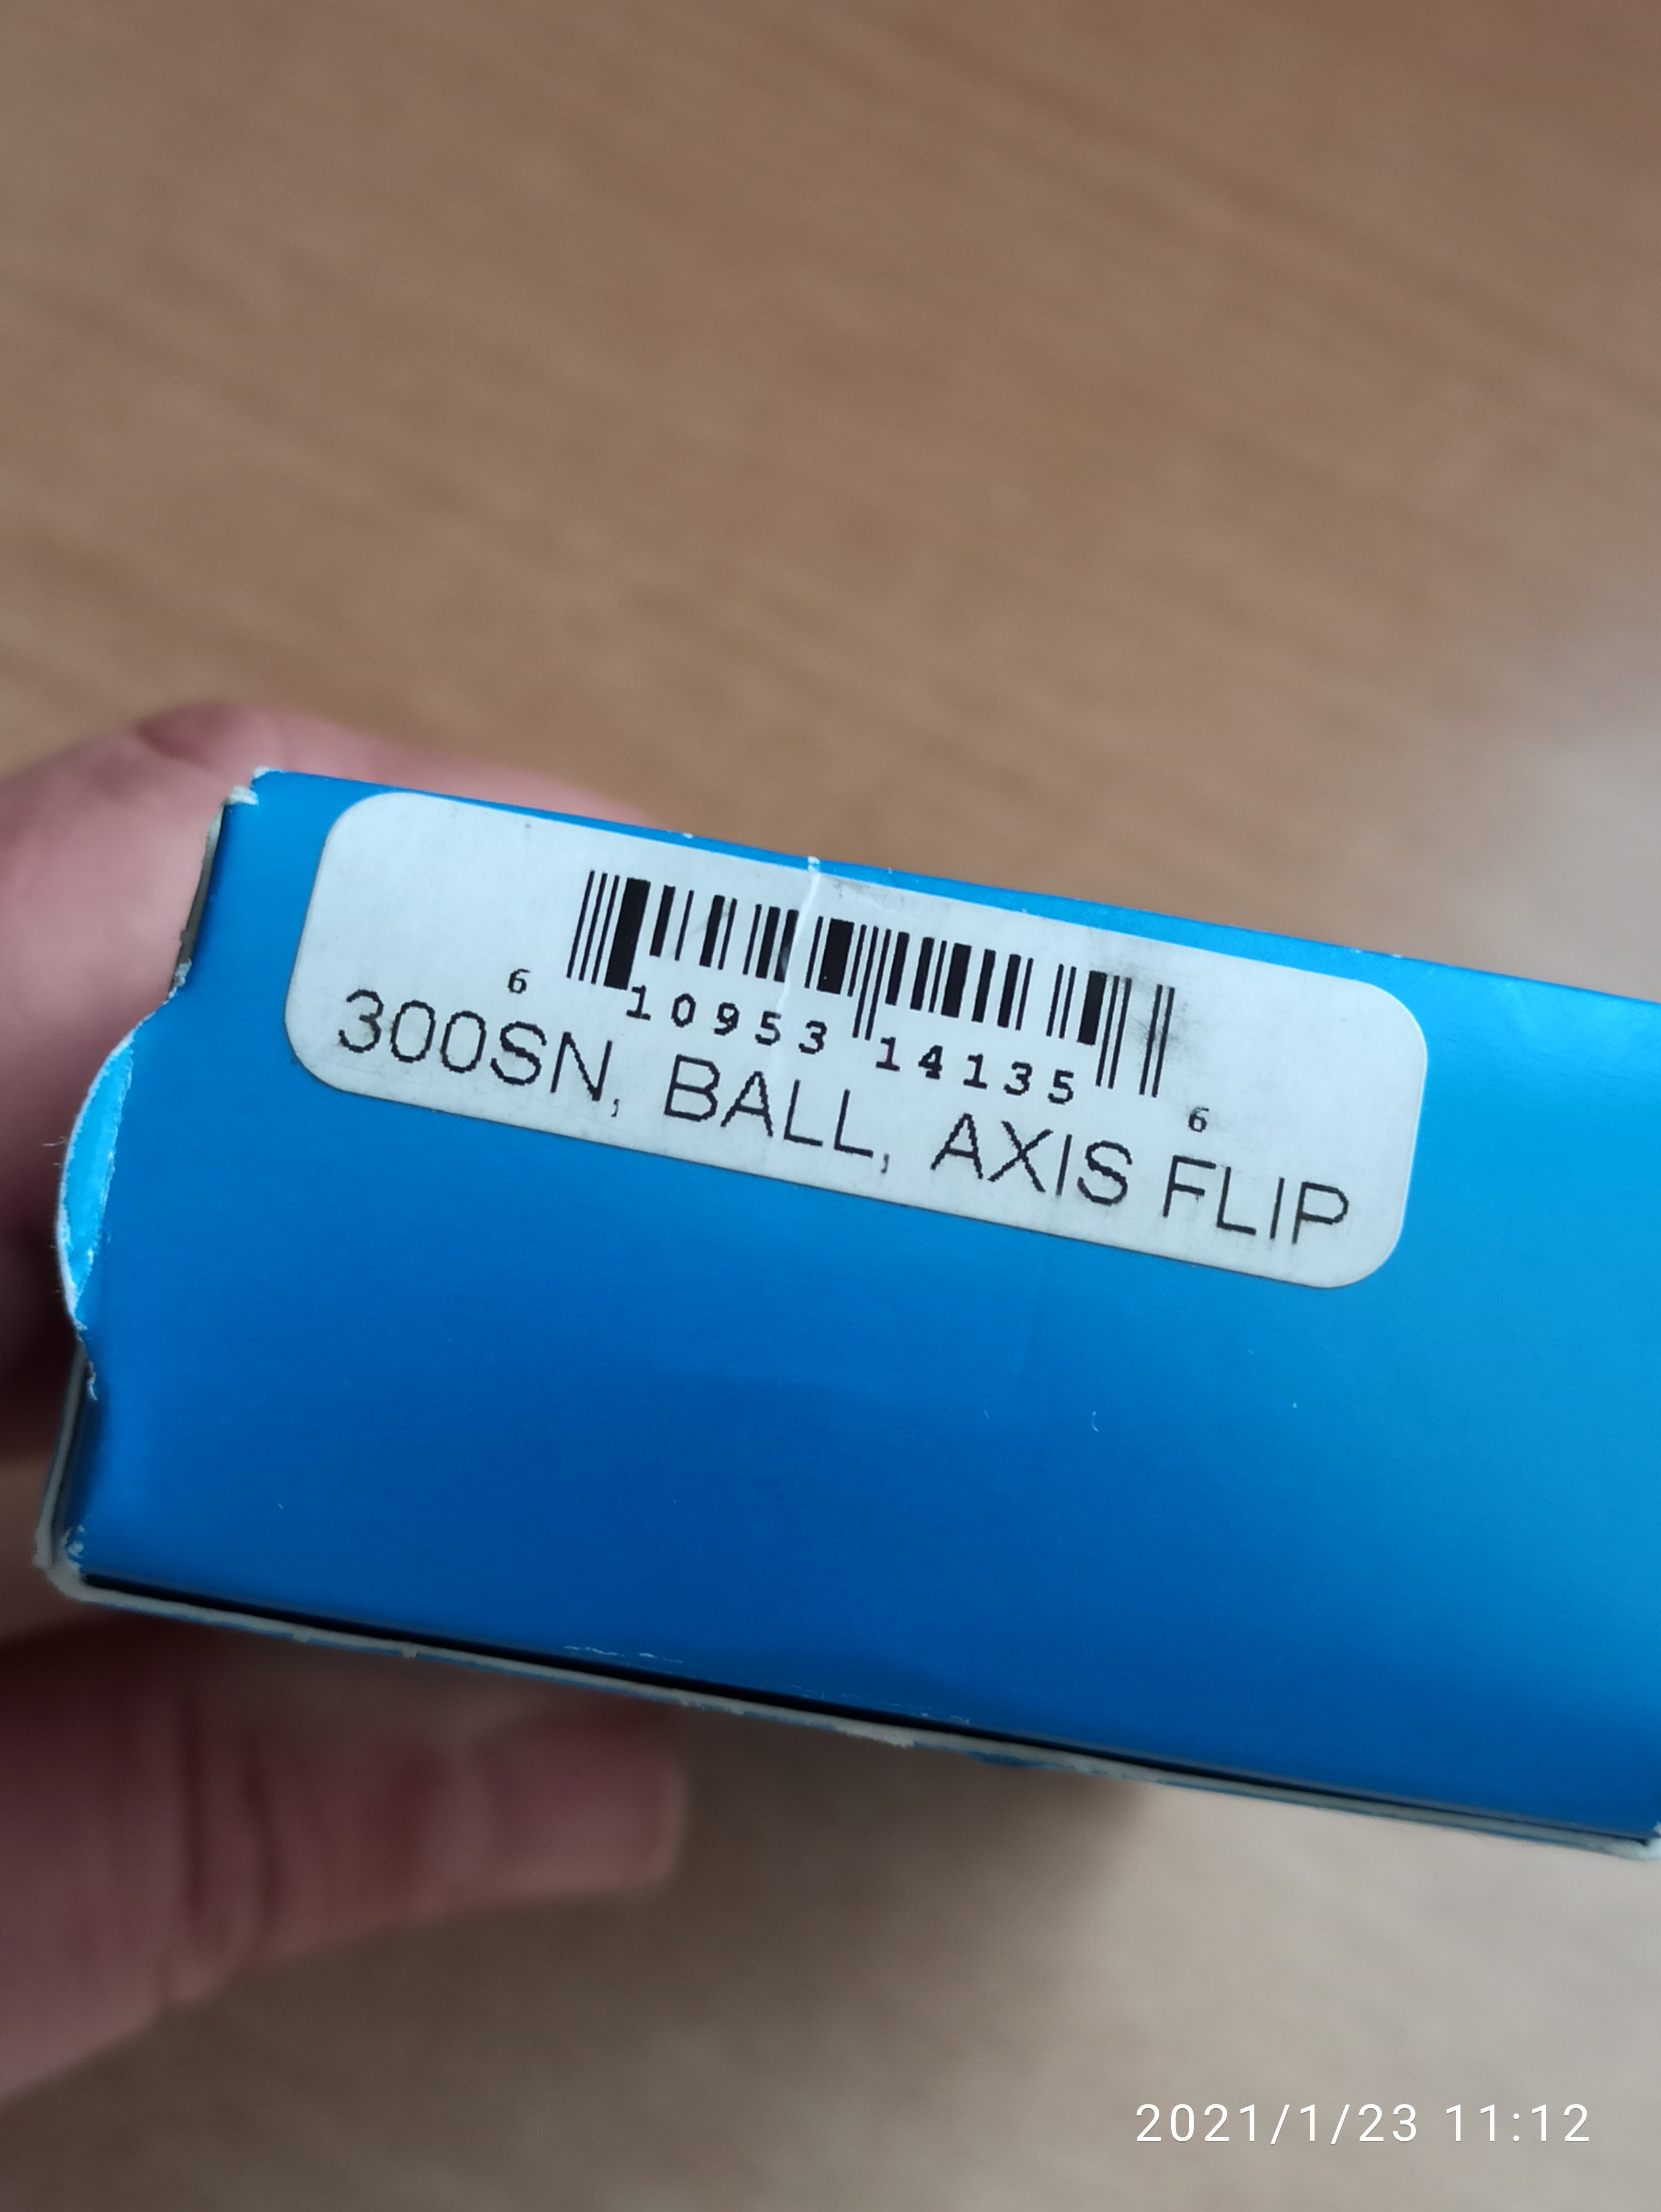 6 10953 14135 6
300SN, BALL, AXIS FLIP
2021/1/23 11:12